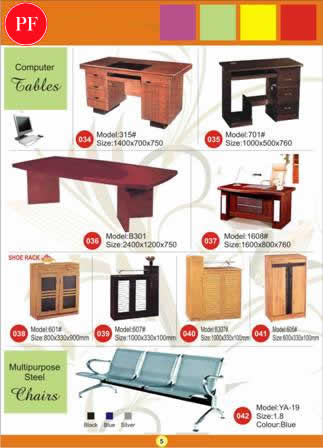 PF
Computer
Tables
034
Model:315#
Size:1400x700x750
035
Model:701#
Size:1000x500x760
036
Model:B301
Size:2400x1200x750
037
Model:1608#
Size:1600x800x760
SHOE RACK
038
Model:601#
Size:800x330x900mm
039
Model:607#
Size:1000x330x100mm
040
Model:6307#
Size:1000x330x100mm
041
Model:606#
Size:600x330x100mm
Multipurpose
Steel
Chairs
Black Blue Silver
042
Model:YA-19
Size:1.8
Colour:Blue
5